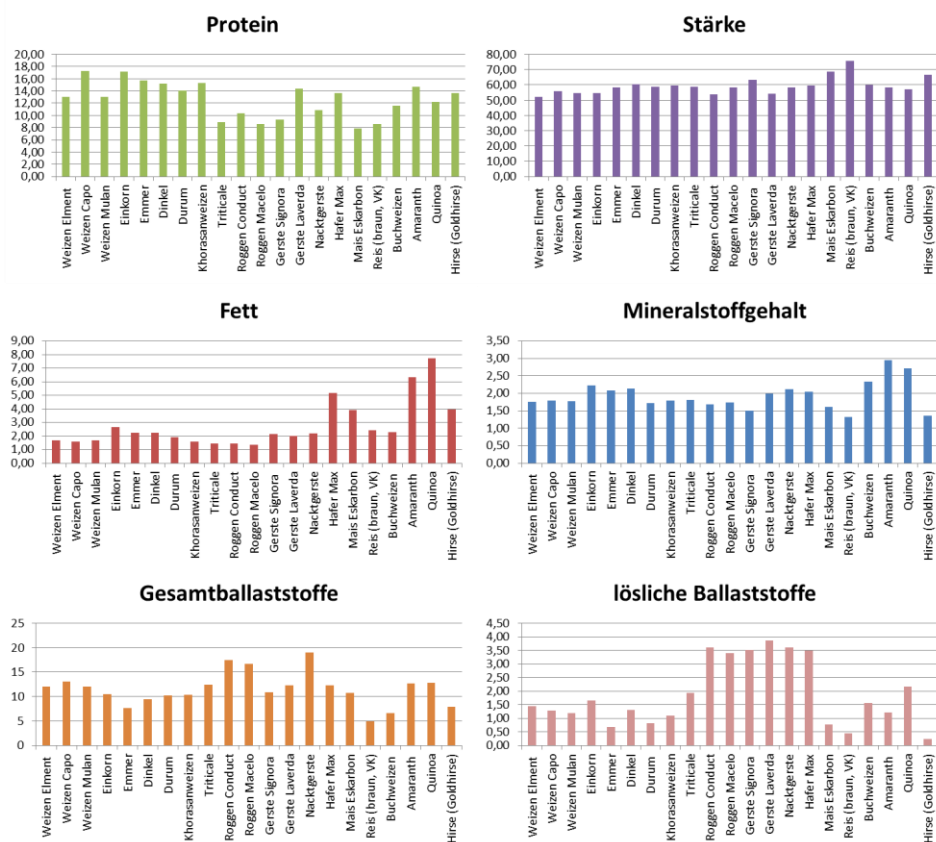 Protein
20,00
18,00
16,00
14,00
12,00
10,00
8,00
6,00
4,00
2,00
0,00
Weizen Elment
Weizen Capo
Weizen Mulan
Einkorn
Emmer
Dinkel
Durum
Khorasanweizen
Triticale
Roggen Conduct
Roggen Macelo
Gerste Signora
Gerste Laverda
Nacktgerste
Hafer Max
Mais Eskarbon
Reis (braun, VK)
Buchweizen
Amaranth
Quinoa
Hirse (Goldhirse)
Stärke
80,00
70,00
60,00
50,00
40,00
30,00
20,00
10,00
0,00
Weizen Elment
Weizen Capo
Weizen Mulan
Einkorn
Emmer
Dinkel
Durum
Khorasanweizen
Triticale
Roggen Conduct
Roggen Macelo
Gerste Signora
Gerste Laverda
Nacktgerste
Hafer Max
Mais Eskarbon
Reis (braun, VK)
Buchweizen
Amaranth
Quinoa
Hirse (Goldhirse)
Fett
9,00
8,00
7,00
6,00
5,00
4,00
3,00
2,00
1,00
0,00
Weizen Elment
Weizen Capo
Weizen Mulan
Einkorn
Emmer
Dinkel
Durum
Khorasanweizen
Triticale
Roggen Conduct
Roggen Macelo
Gerste Signora
Gerste Laverda
Nacktgerste
Hafer Max
Mais Eskarbon
Reis (braun, VK)
Buchweizen
Amaranth
Quinoa
Hirse (Goldhirse)
Mineralstoffgehalt
3,50
3,00
2,50
2,00
1,50
1,00
0,50
0,00
Weizen Elment
Weizen Capo
Weizen Mulan
Einkorn
Emmer
Dinkel
Durum
Khorasanweizen
Triticale
Roggen Conduct
Roggen Macelo
Gerste Signora
Gerste Laverda
Nacktgerste
Hafer Max
Mais Eskarbon
Reis (braun, VK)
Buchweizen
Amaranth
Quinoa
Hirse (Goldhirse)
Gesamtballaststoffe
25
20
15
10
5
0
Weizen Elment
Weizen Capo
Weizen Mulan
Einkorn
Emmer
Dinkel
Durum
Khorasanweizen
Triticale
Roggen Conduct
Roggen Macelo
Gerste Signora
Gerste Laverda
Nacktgerste
Hafer Max
Mais Eskarbon
Reis (braun, VK)
Buchweizen
Amaranth
Quinoa
Hirse (Goldhirse)
lösliche Ballaststoffe
4,50
4,00
3,50
3,00
2,50
2,00
1,50
1,00
0,50
0,00
Weizen Elment
Weizen Capo
Weizen Mulan
Einkorn
Emmer
Dinkel
Durum
Khorasanweizen
Triticale
Roggen Conduct
Roggen Macelo
Gerste Signora
Gerste Laverda
Nacktgerste
Hafer Max
Mais Eskarbon
Reis (braun, VK)
Buchweizen
Amaranth
Quinoa
Hirse (Goldhirse)